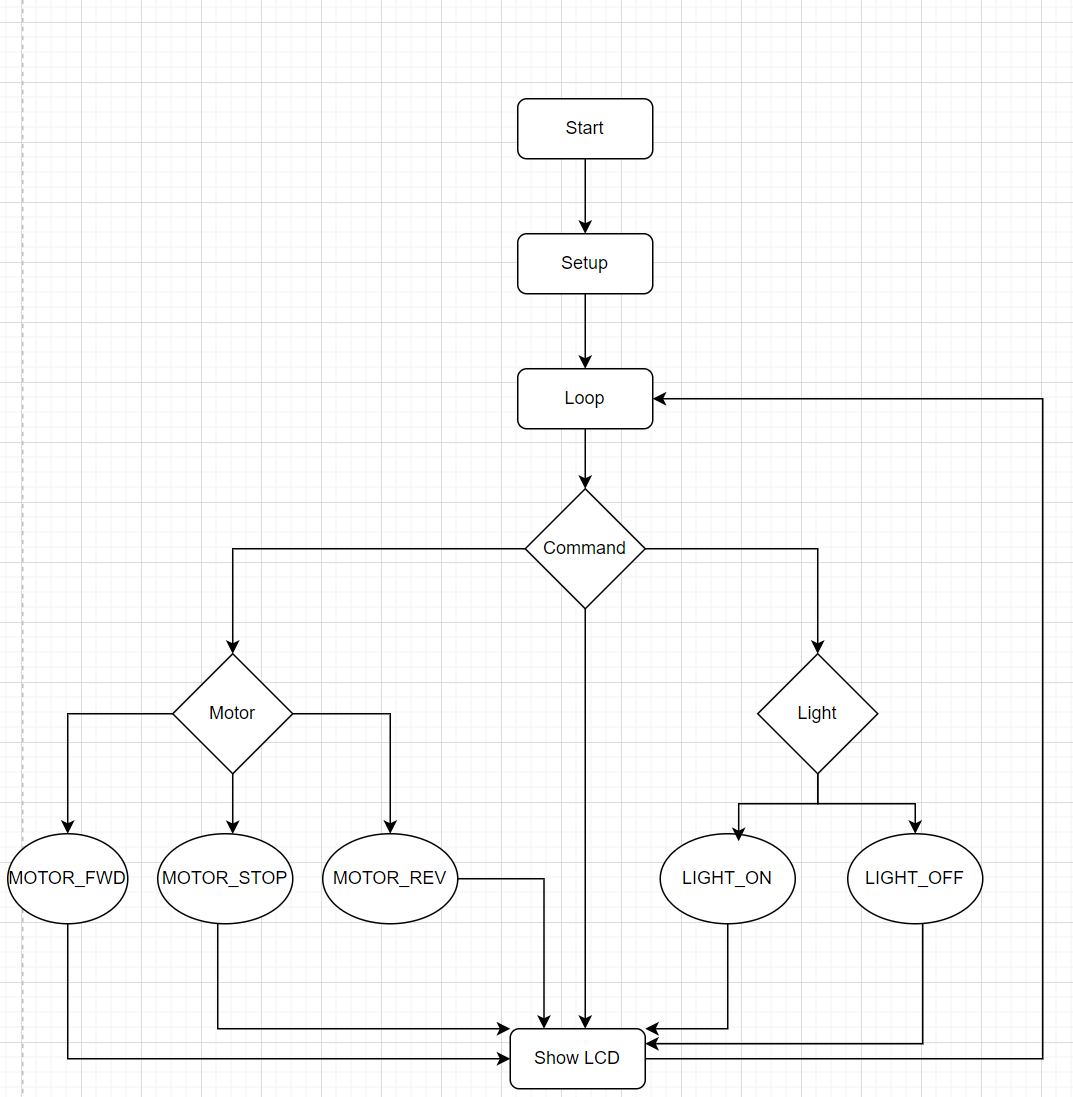 Start
Setup
Loop
Command
Motor
Light
MOTOR_FWD
MOTOR_STOP
MOTOR_REV
LIGHT_ON
LIGHT_OFF
Show LCD